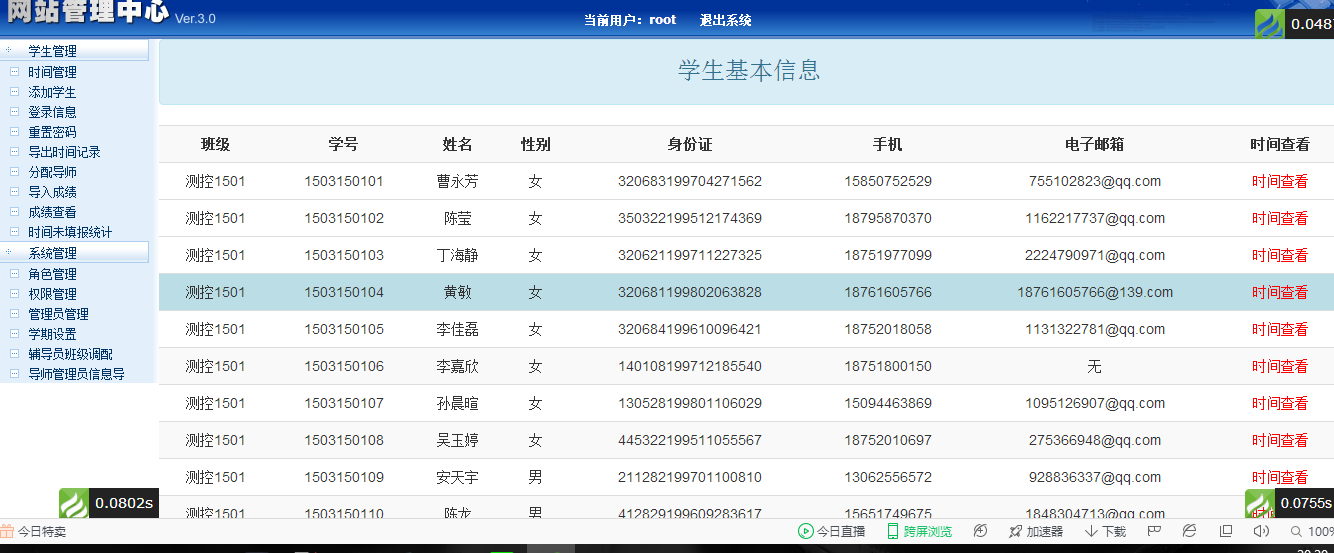 网站管理中心 Ver.3.0 当前用户：root 退出系统
0.0487
学生管理
时间管理
添加学生
登录信息
重置密码
导出时间记录
分配导师
导入成绩
成绩查看
时间未填报统计
系统管理
角色管理
权限管理
管理员管理
学期设置
辅导员班级调配
导师管理员信息导
学生基本信息
班级 学号 姓名 性别 身份证 手机 电子邮箱 时间查看
测控1501 1503150101 曹永芳 女 320683199704271562 15850752529 755102823@qq.com 时间查看
测控1501 1503150102 陈莹 女 350322199512174369 18795870370 1162217737@qq.com 时间查看
测控1501 1503150103 丁海静 女 320621199711227325 18751977099 2224790971@qq.com 时间查看
测控1501 1503150104 黄敏 女 320681199802063828 18761605766 18761605766@139.com 时间查看
测控1501 1503150105 李佳磊 女 320684199610096421 18752018058 1131322781@qq.com 时间查看
测控1501 1503150106 李嘉欣 女 140108199712185540 18751800150 无 时间查看
测控1501 1503150107 孙晨暄 女 130528199801106029 15094463869 1095126907@qq.com 时间查看
测控1501 1503150108 吴玉婷 女 445322199511055567 18752010697 275366948@qq.com 时间查看
测控1501 1503150109 安天宇 男 211282199701100810 13062556572 928836337@qq.com 时间查看
测控1501 1503150110 陈龙 男 412829199609283617 15651749675 1848304713@qq.com
0.0802s
0.0755s
今日特卖 今日直播 跨屏浏览 加速器 下载 100%